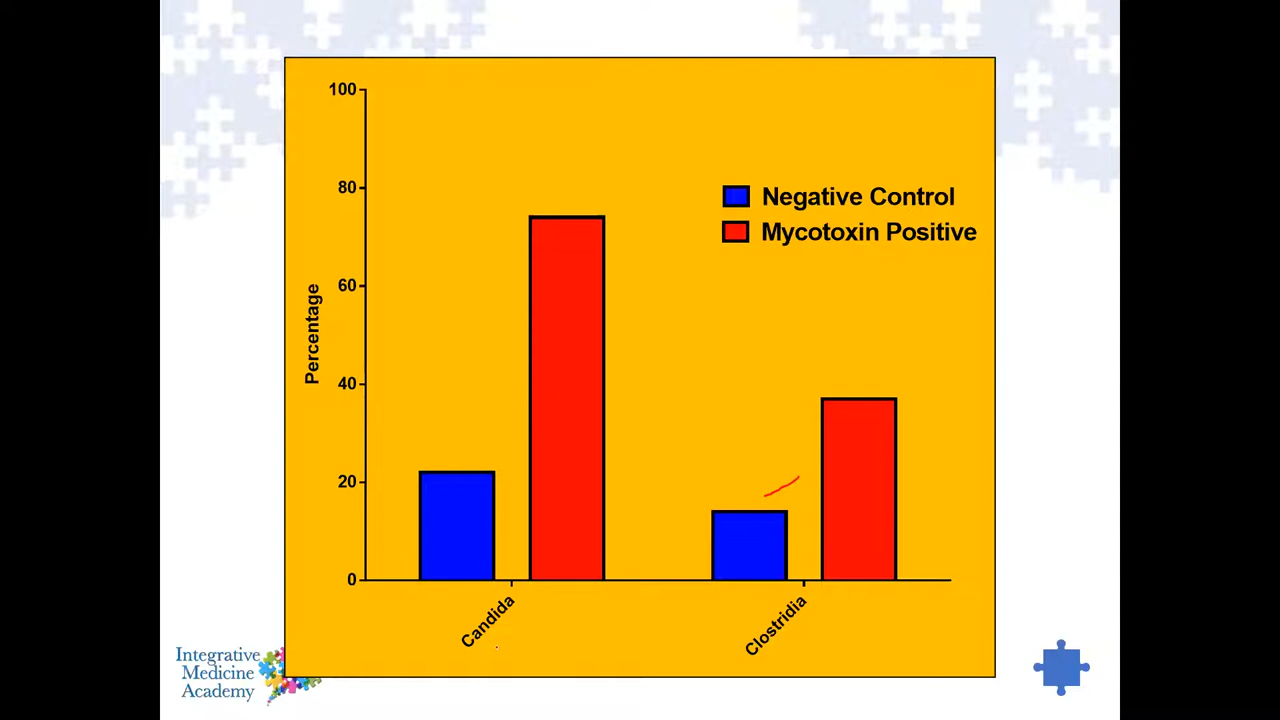 100
80
60
40
20
0
Percentage
Negative Control
Mycotoxin Positive
Candida
Clostridia
Integrative
Medicine
Academy